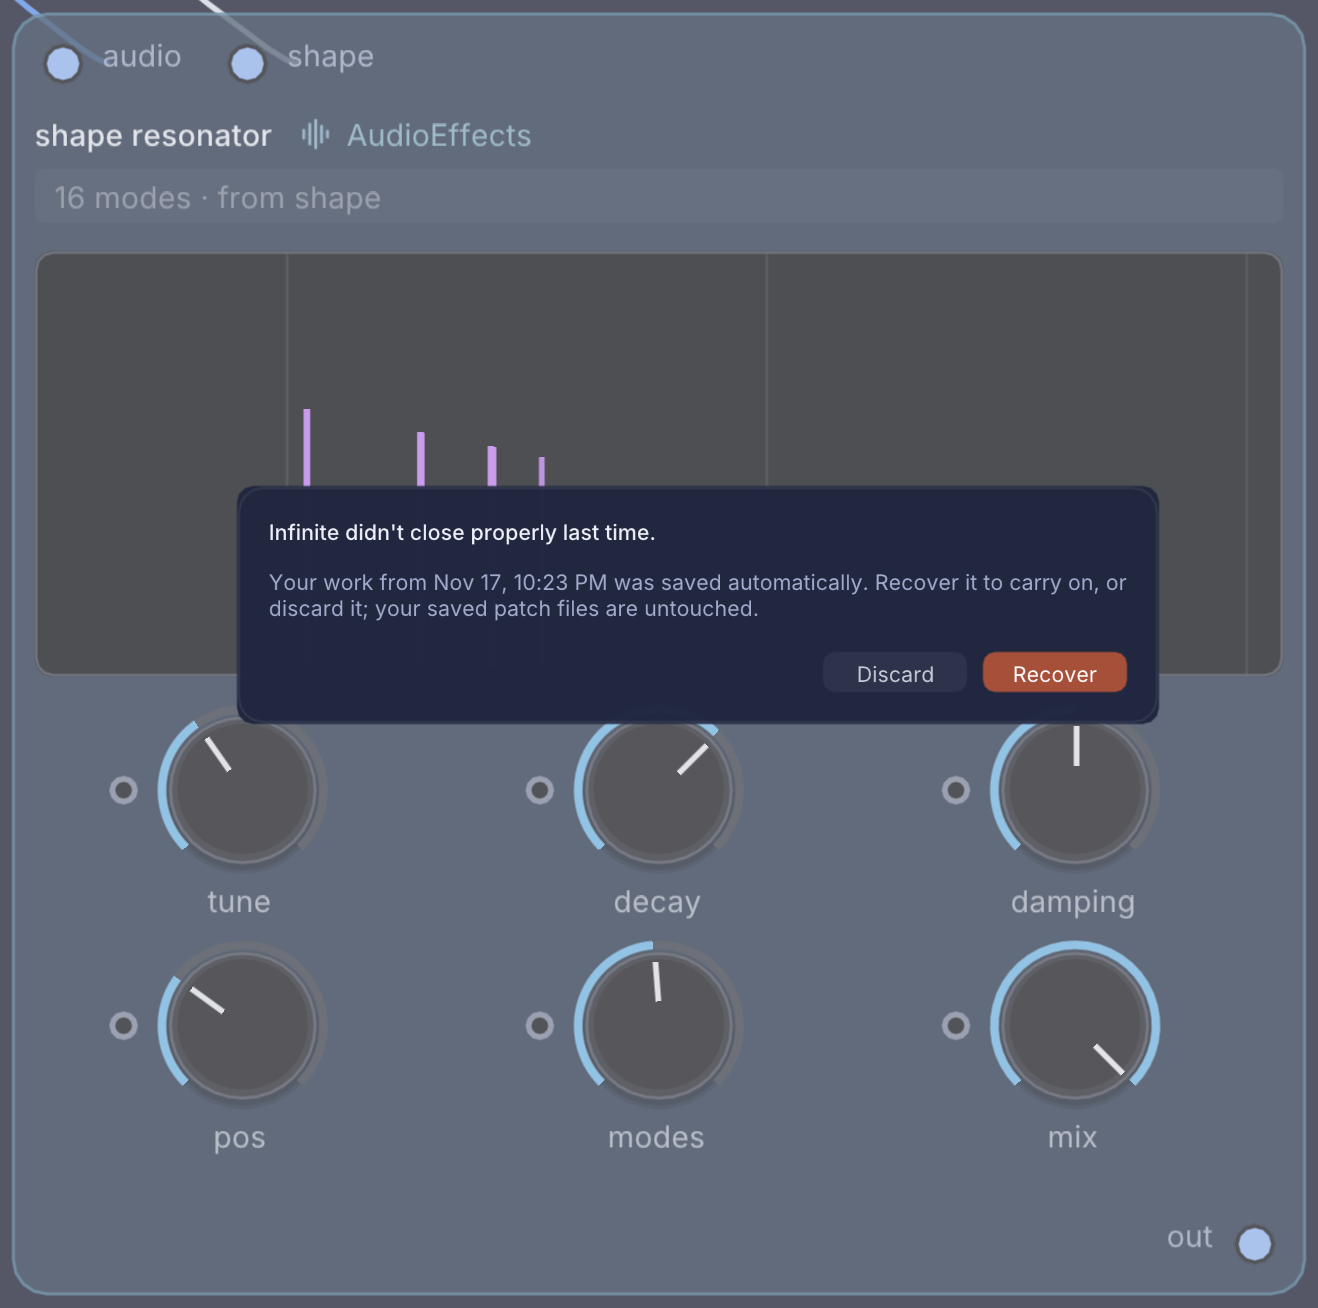 audio shape
shape resonator AudioEffects
16 modes · from shape
Infinite didn't close properly last time.
Your work from Nov 17, 10:23 PM was saved automatically. Recover it to carry on, or
discard it; your saved patch files are untouched.
Discard Recover
tune decay damping
pos modes mix
out